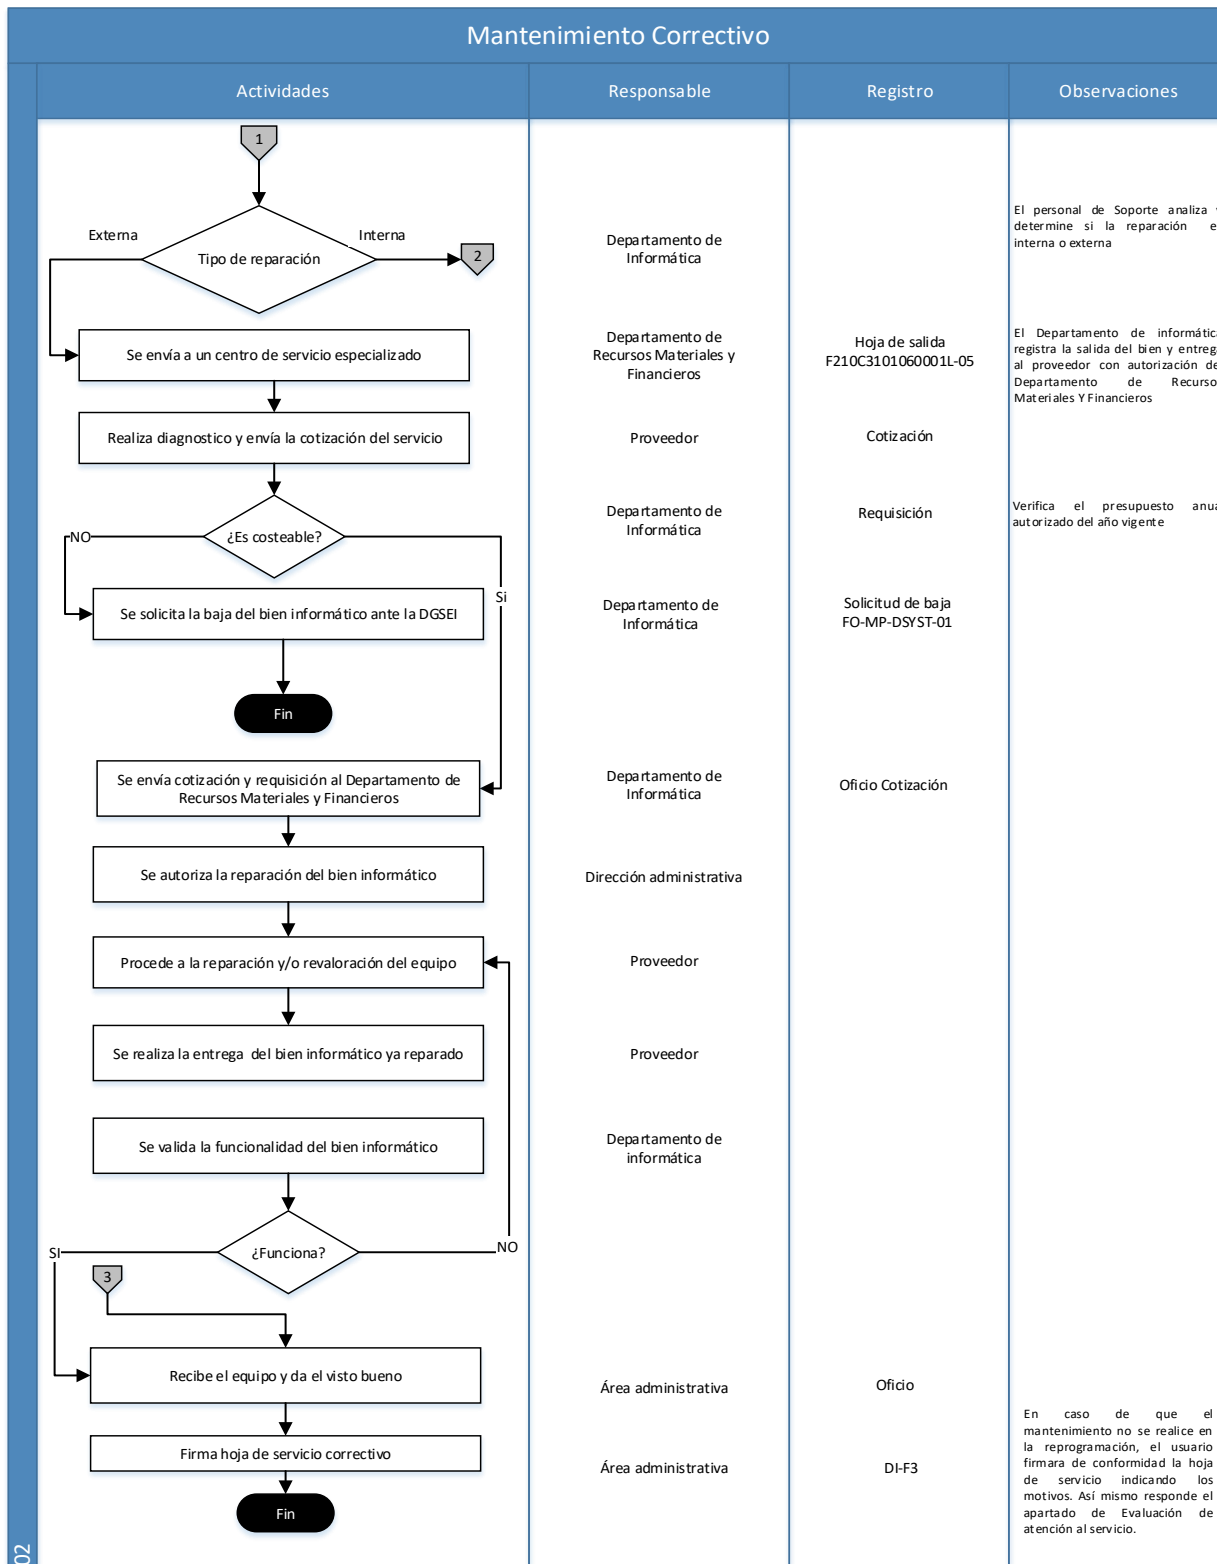 Mantenimiento Correctivo
Actividades
Responsable
Registro
Observaciones
1
Externa
Interna
Tipo de reparación
2
Departamento de
Informática
El personal de Soporte analiza
determine si la reparación
interna o externa
Se envía a un centro de servicio especializado
Departamento de
Recursos Materiales y
Financieros
Hoja de salida
F210C3101060001L-05
El Departamento de informática
registra la salida del bien y entrega
al proveedor con autorización de
Departamento de Recurso
Materiales Y Financieros
Realiza diagnostico y envía la cotización del servicio
Proveedor
Cotización
¿Es costeable?
NO
Si
Departamento de
Informática
Requisición
Verifica el presupuesto anua
autorizado del año vigente
Se solicita la baja del bien informático ante la DGSEI
Departamento de
Informática
Solicitud de baja
FO-MP-DSYST-01
Fin
Se envía cotización y requisición al Departamento de
Recursos Materiales y Financieros
Departamento de
Informática
Oficio Cotización
Se autoriza la reparación del bien informático
Dirección administrativa
Procede a la reparación y/o revaloración del equipo
Proveedor
Se realiza la entrega del bien informático ya reparado
Proveedor
Se valida la funcionalidad del bien informático
Departamento de
informática
¿Funciona?
SI
NO
3
Recibe el equipo y da el visto bueno
Área administrativa
Oficio
Firma hoja de servicio correctivo
Área administrativa
DI-F3
En caso de que el
mantenimiento no se realice en
la reprogramación, el usuario
firmara de conformidad la hoja
de servicio indicando los
motivos. Así mismo responde el
apartado de Evaluación de
atención al servicio.
Fin
02